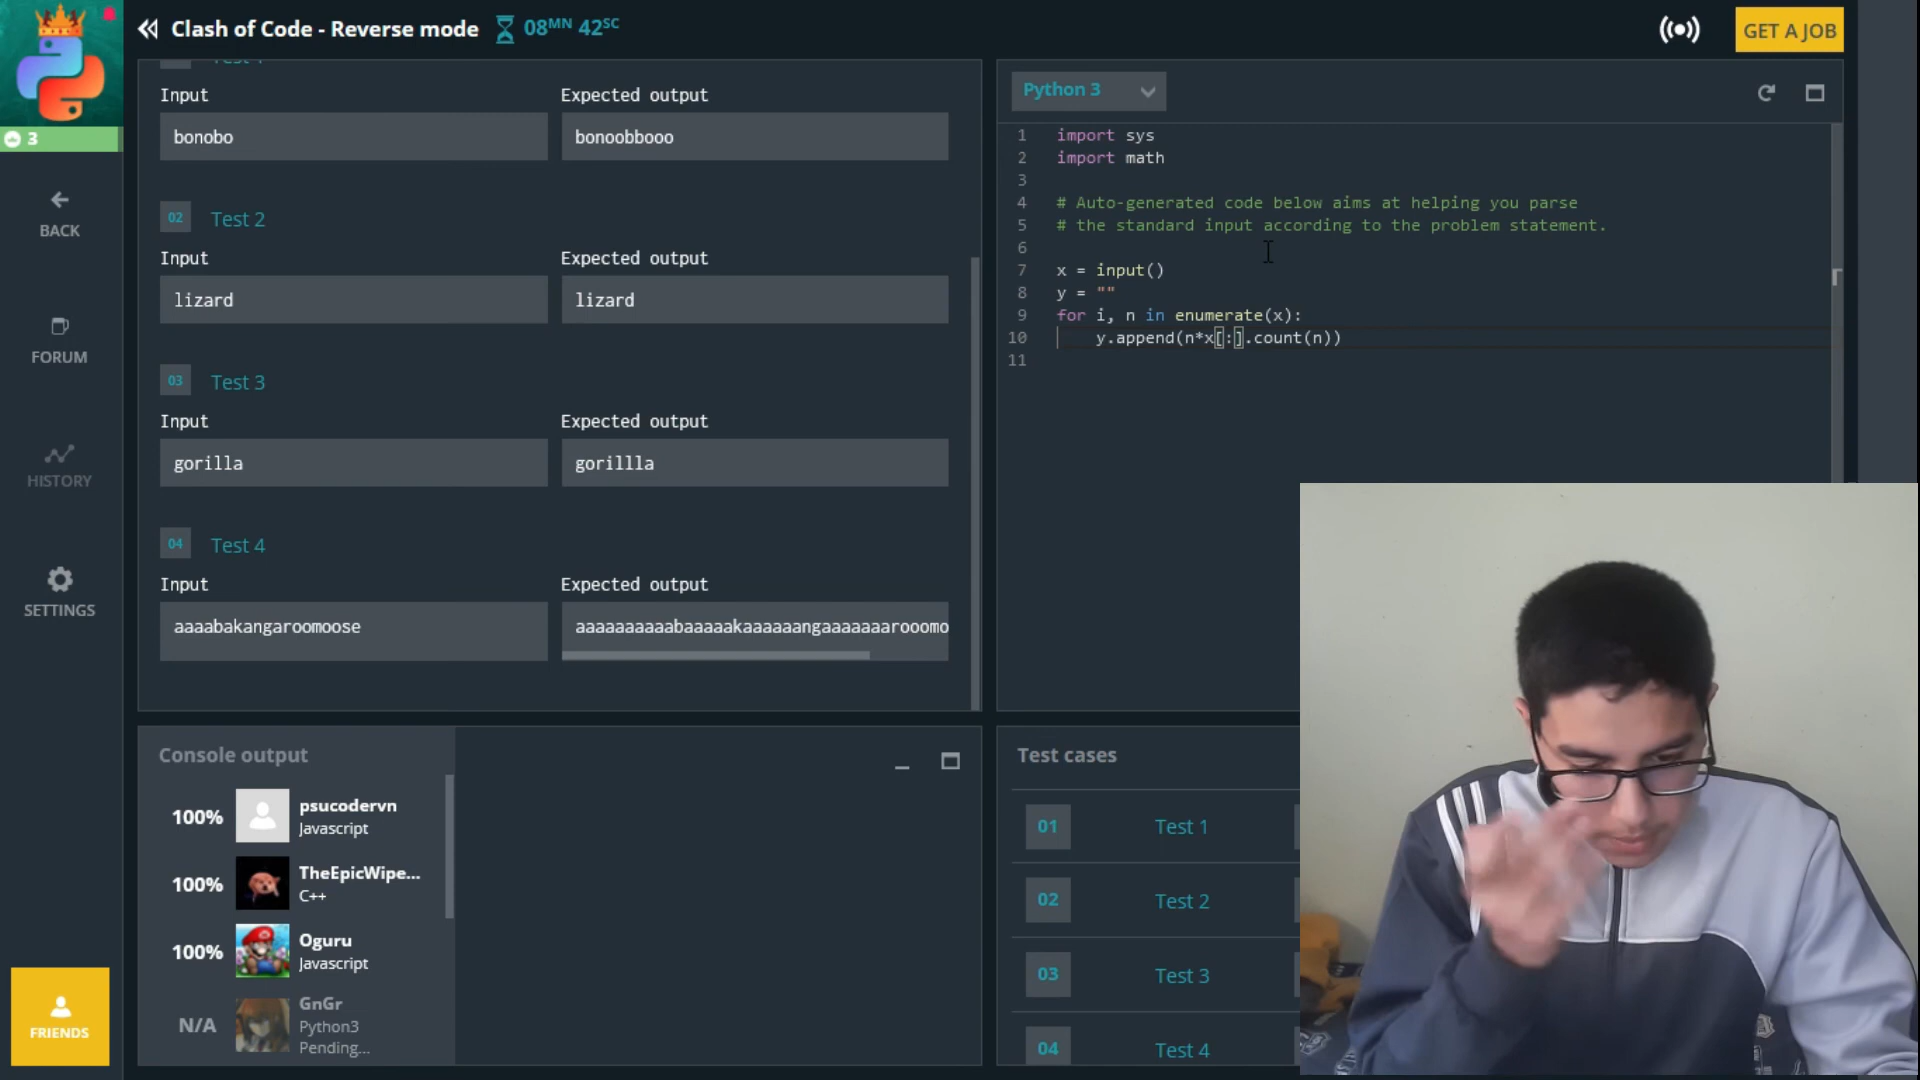 Clash of Code - Reverse mode 08MN 42SC
GET A JOB
3
BACK
FORUM
HISTORY
SETTINGS
FRIENDS
Test 1
Input Expected output
bonobo bonoobbooo
02 Test 2
Input Expected output
lizard lizard
03 Test 3
Input Expected output
gorilla gorillla
04 Test 4
Input Expected output
aaaabakangaroomoose aaaaaaaaaabaaaaakaaaaaangaaaaaaarooomo
Console output
100% psucodervn
Javascript
100% TheEpicWipe...
C++
100% Oguru
Javascript
N/A GnGr
Python3
Pending...
Python 3
1 import sys
2 import math
3
4 # Auto-generated code below aims at helping you parse
5 # the standard input according to the problem statement.
6
7 x = input()
8 y = ""
9 for i, n in enumerate(x):
10 y.append(n*x[:].count(n))
11
Test cases
01 Test 1
02 Test 2
03 Test 3
04 Test 4